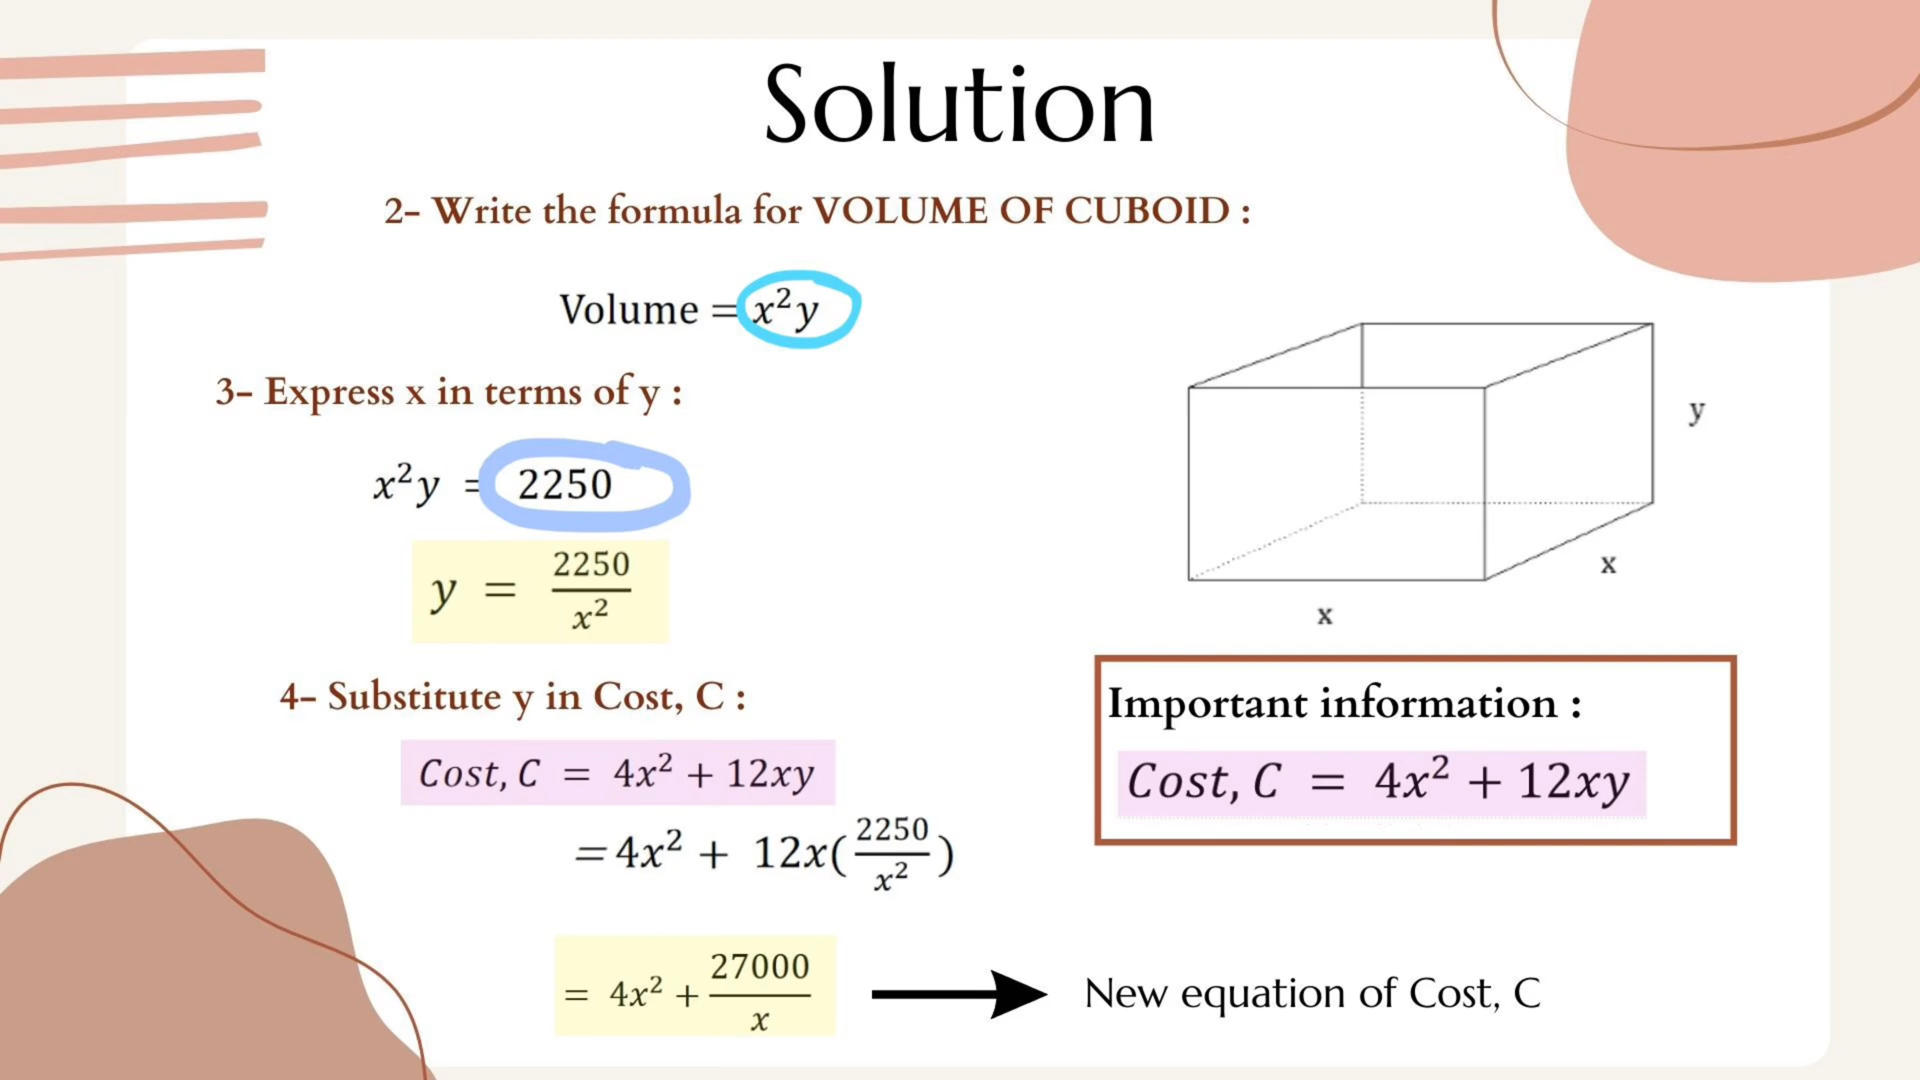 Solution
2- Write the formula for VOLUME OF CUBOID :
Volume = x²y
3- Express x in terms of y :
x²y = 2250
y = 2250/x²
4- Substitute y in Cost, C :
Cost, C = 4x² + 12xy
= 4x² + 12x(2250/x²)
= 4x² + 27000/x
New equation of Cost, C
y
x
x
Important information :
Cost, C = 4x² + 12xy